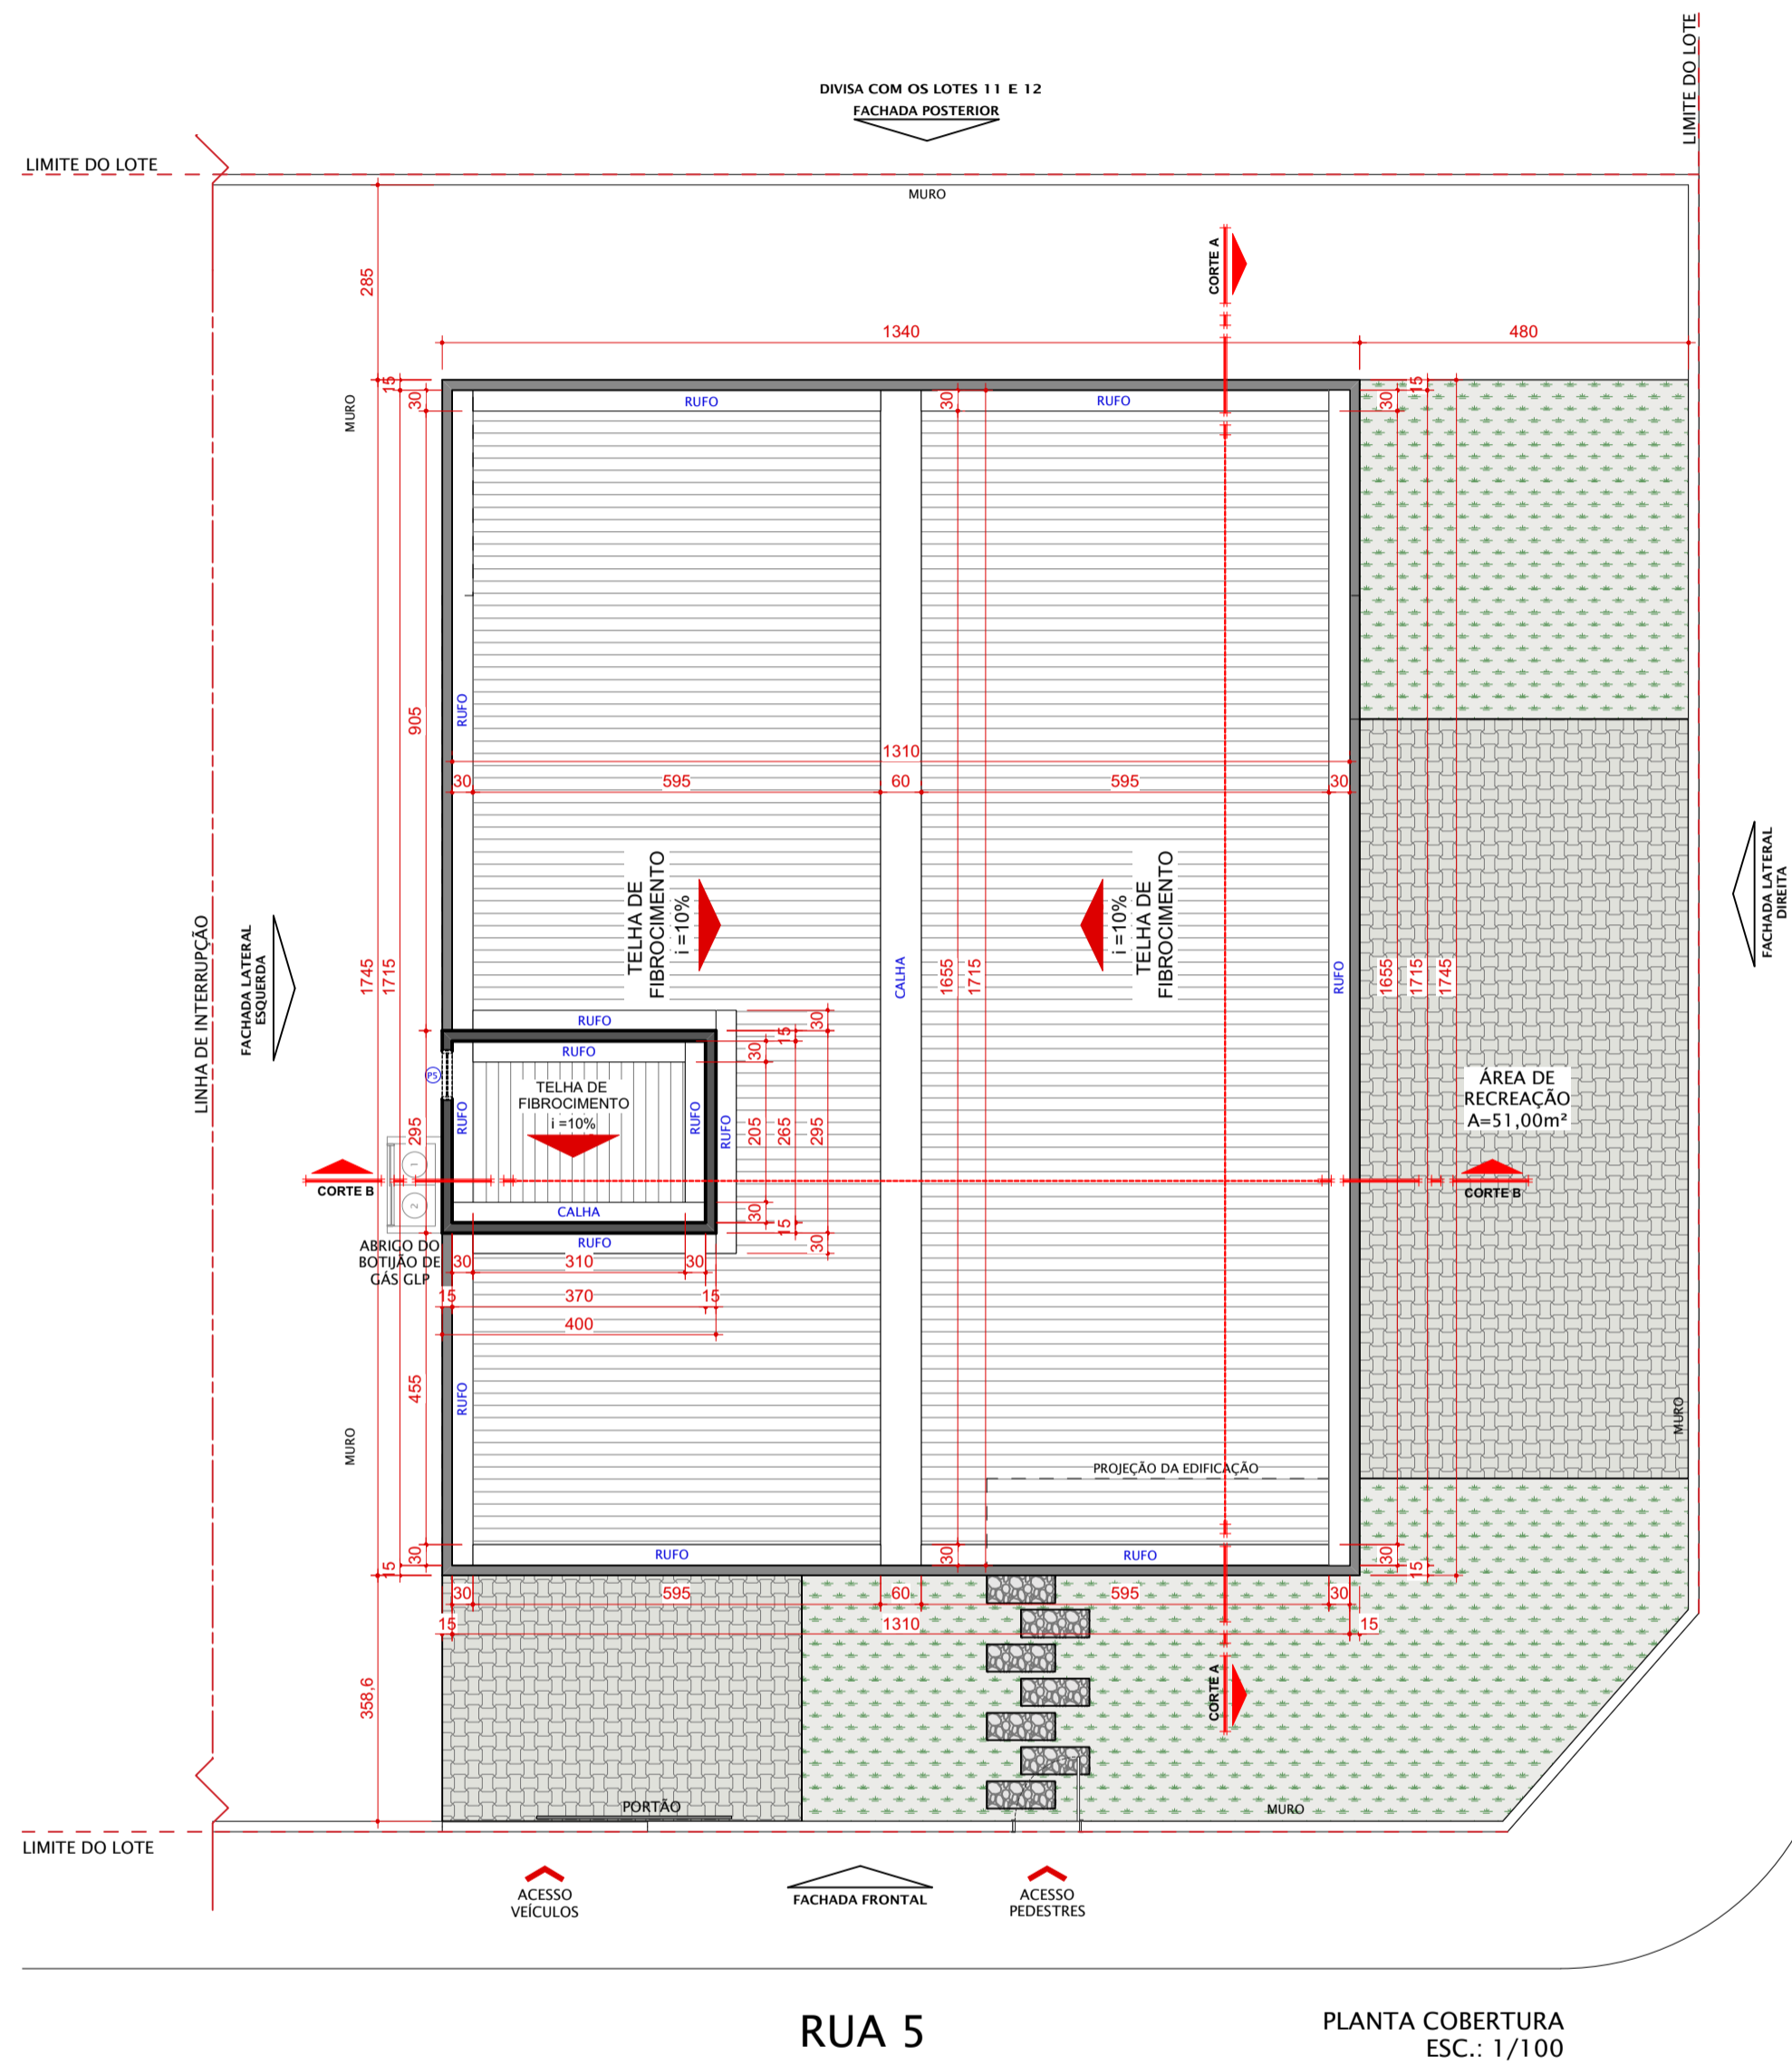 LIMITE DO LOTE
DIVISA COM OS LOTES 11 E 12
FACHADA POSTERIOR
LIMITE DO LOTE
MURO
285
CORTE A
1340
480
15
30
MURO
RUFO
30
RUFO
30
15
905
RUFO
1310
30
595
60
595
30
TELHA DE
FIBROCIMENTO
i =10%
i =10%
TELHA DE
FIBROCIMENTO
LINHA DE INTERRUPÇÃO
FACHADA LATERAL
ESQUERDA
1745
1715
CALHA
1655
1715
RUFO
1655
1715
1745
FACHADA LATERAL
DIREITA
RUFO
30
RUFO
15
30
P5
TELHA DE
FIBROCIMENTO
i =10%
RUFO
RUFO
RUFO
295
205
265
295
ÁREA DE
RECREAÇÃO
A=51,00m²
1
2
CORTE B
CORTE B
CALHA
30
15
30
RUFO
ABRIGO DO
BOTIJÃO DE
GÁS GLP
30
310
30
15
370
15
400
455
RUFO
MURO
MURO
PROJEÇÃO DA EDIFICAÇÃO
30
15
RUFO
30
RUFO
30
15
30
595
60
595
30
15
1310
15
358,6
CORTE A
PORTÃO
MURO
LIMITE DO LOTE
ACESSO
VEÍCULOS
FACHADA FRONTAL
ACESSO
PEDESTRES
RUA 5
PLANTA COBERTURA
ESC.: 1/100